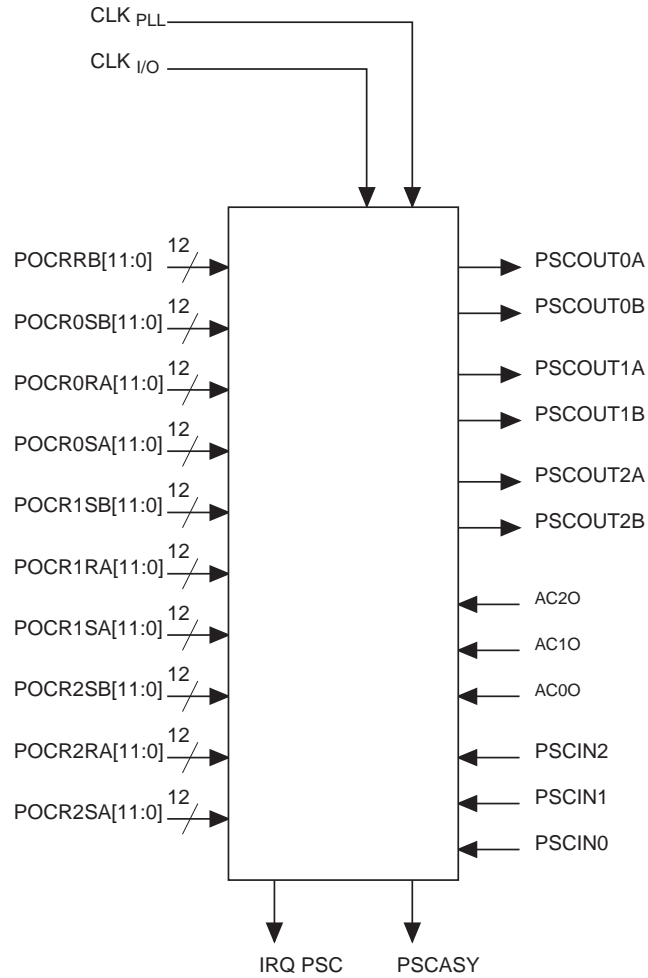 CLK PLL
CLK I/O
POCRRB[11:0] 12
POCR0SB[11:0] 12
POCR0RA[11:0] 12
POCR0SA[11:0] 12
POCR1SB[11:0] 12
POCR1RA[11:0] 12
POCR1SA[11:0] 12
POCR2SB[11:0] 12
POCR2RA[11:0] 12
POCR2SA[11:0] 12
PSCOUT0A
PSCOUT0B
PSCOUT1A
PSCOUT1B
PSCOUT2A
PSCOUT2B
AC2O
AC1O
AC0O
PSCIN2
PSCIN1
PSCIN0
IRQ PSC
PSCASY